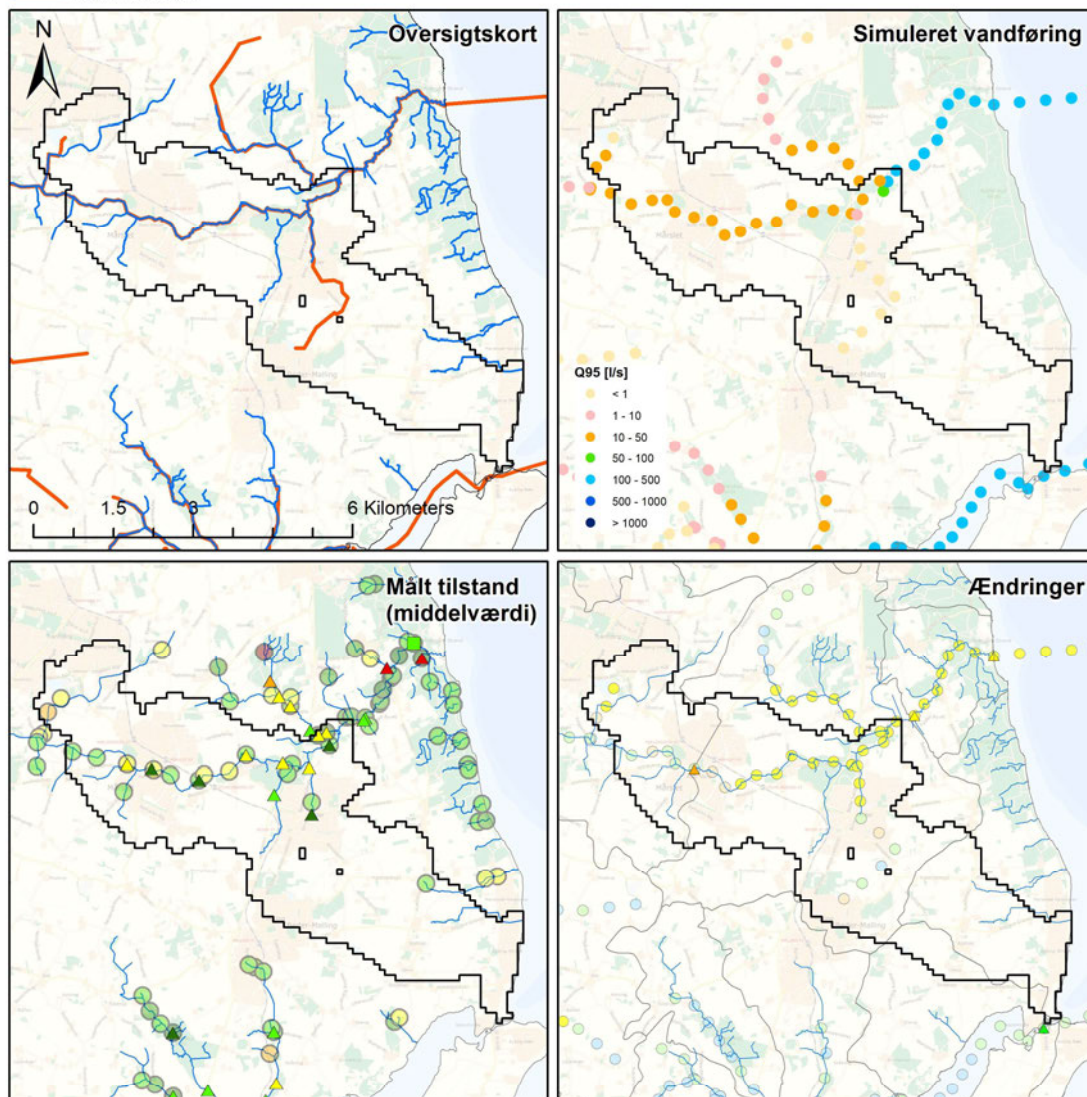 Oversigtskort
N
0 1.5 3 6 Kilometers
Simuleret vandføring
Q95 [l/s]
< 1
1 - 10
10 - 50
50 - 100
100 - 500
500 - 1000
> 1000
Målt tilstand
(middelværdi)
Ændringer